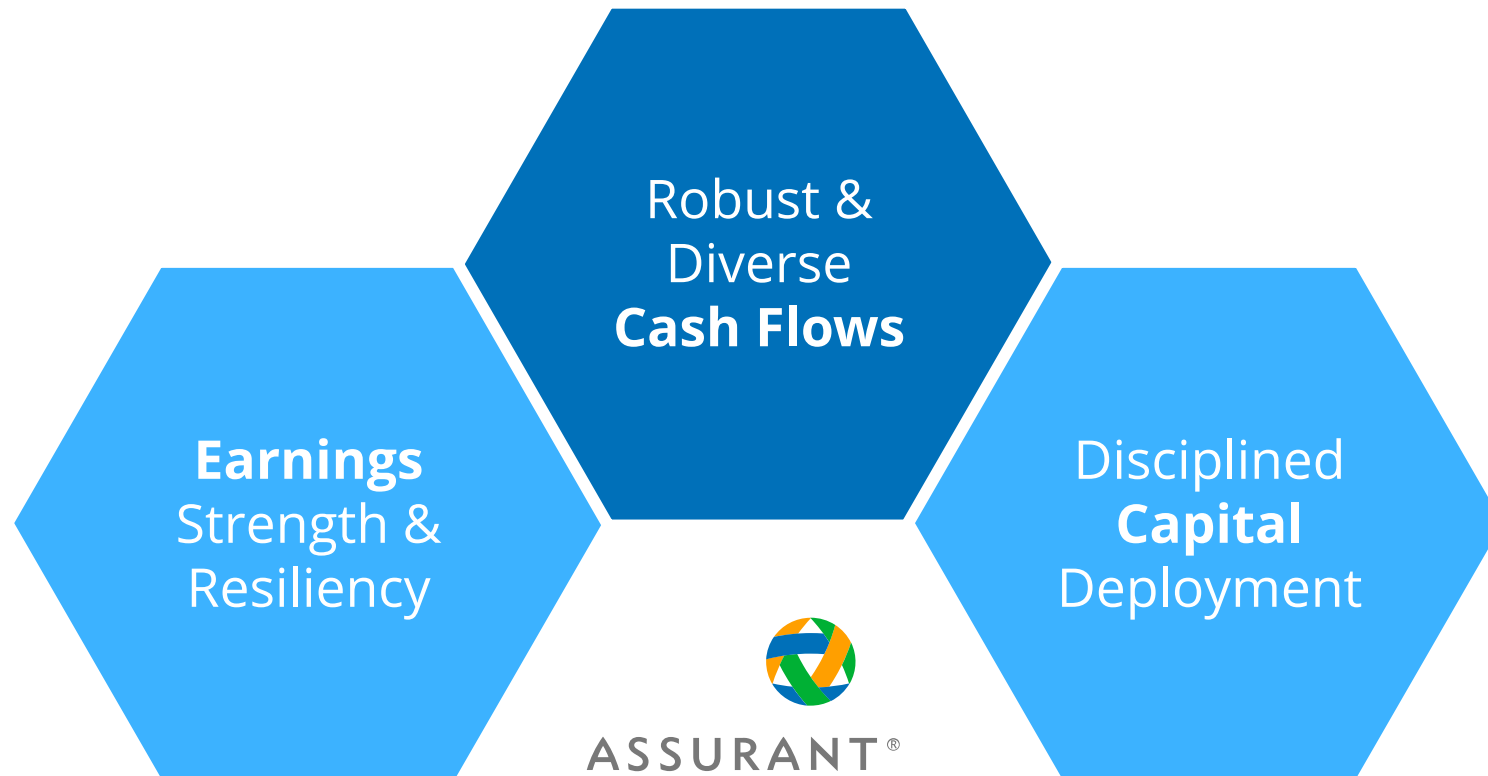 Robust &
Diverse
Cash Flows
Earnings
Strength &
Resiliency
Disciplined
Capital
Deployment
ASSURANT®